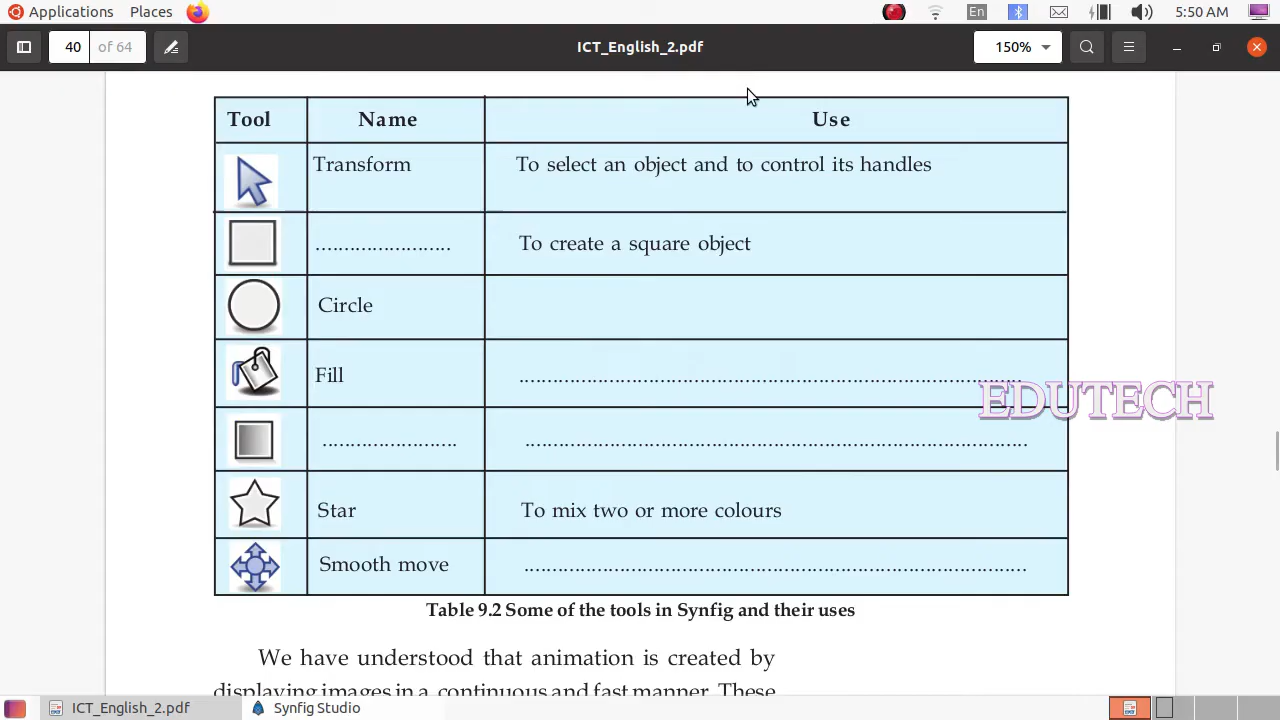 Applications Places En 5:50 AM
40 of 64 ICT_English_2.pdf 150%
Tool Name Use
Transform To select an object and to control its handles
........................ To create a square object
Circle
Fill ........................................................................................
........................ ........................................................................................
Star To mix two or more colours
Smooth move ........................................................................................
EDUTECH
Table 9.2 Some of the tools in Synfig and their uses
We have understood that animation is created by
displaying images in a continuous and fast manner. These
ICT_English_2.pdf Synfig Studio